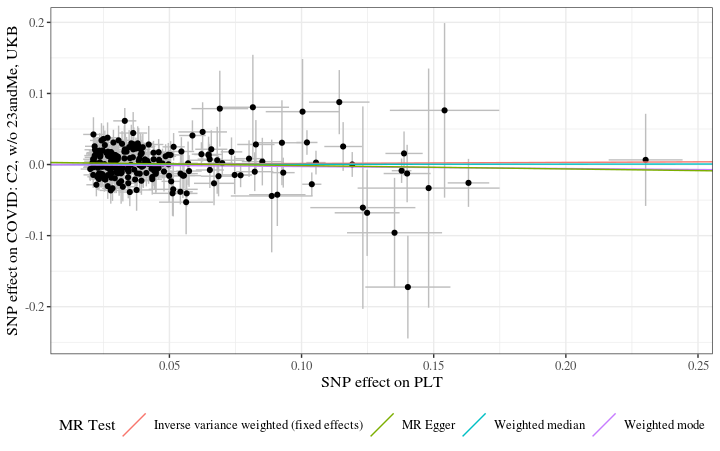 SNP effect on COVID: C2, w/o 23andMe, UKB
0.2
0.1
0.0
-0.1
-0.2
0.05
0.10
0.15
0.20
0.25
SNP effect on PLT
MR Test
Inverse variance weighted (fixed effects)
MR Egger
Weighted median
Weighted mode